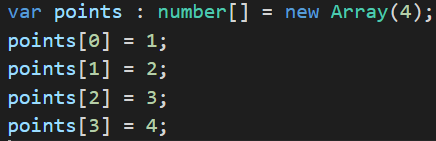 var points : number[] = new Array(4);
points[0] = 1;
points[1] = 2;
points[2] = 3;
points[3] = 4;